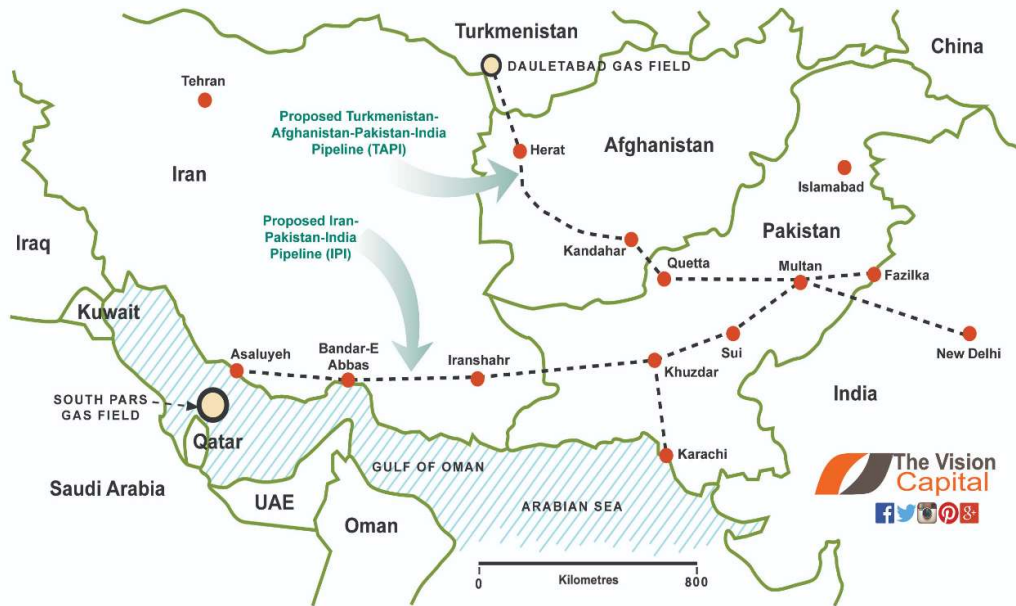 Turkmenistan
China
DAULETABAD GAS FIELD
Tehran
Proposed Turkmenistan-
Afghanistan-Pakistan-India
Pipeline (TAPI)
Herat
Afghanistan
Islamabad
Iran
Proposed Iran-
Pakistan-India
Pipeline (IPI)
Pakistan
Iraq
Kandahar
Quetta
Multan
Fazilka
Kuwait
Asaluyeh
Bandar-E
Abbas
Iranshahr
Khuzdar
Sui
New Delhi
SOUTH PARS
GAS FIELD
India
Qatar
Karachi
GULF OF OMAN
The Vision
Capital
Saudi Arabia
UAE
Oman
ARABIAN SEA
0
Kilometres
800